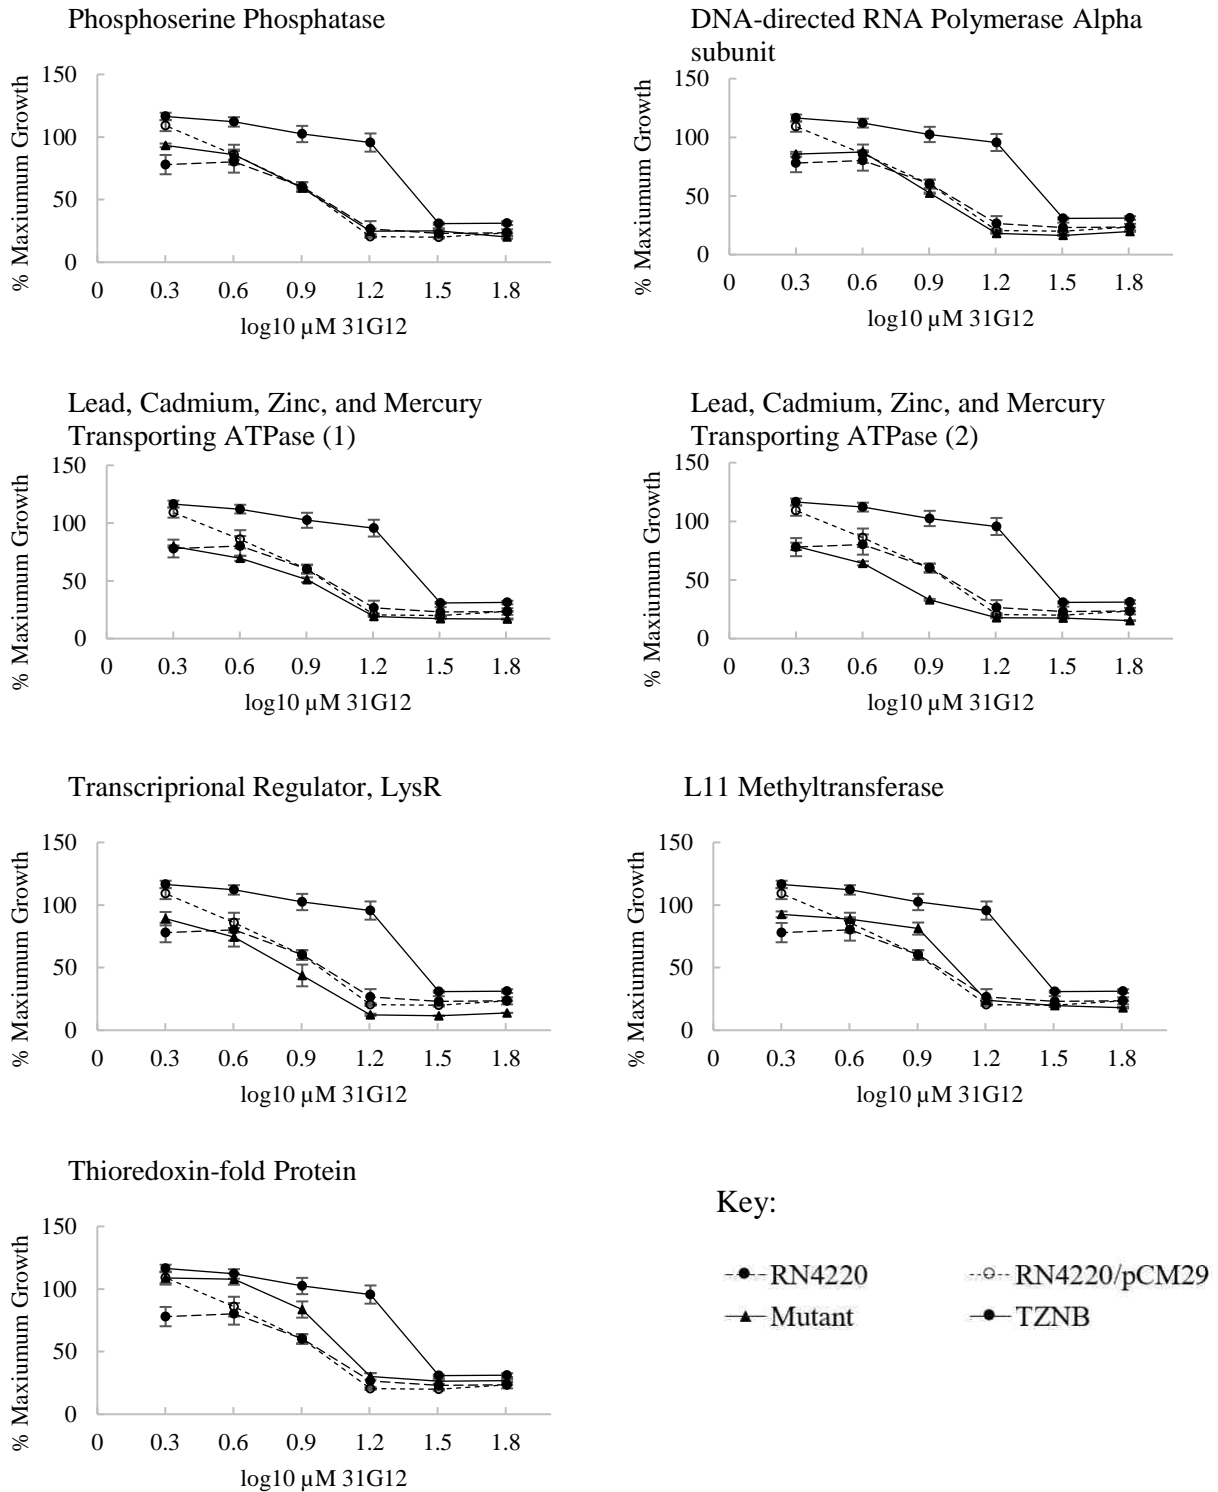 Phosphoserine Phosphatase
% Maxiumum Growth
150
100
50
0
0 0.3 0.6 0.9 1.2 1.5 1.8
log10 µM 31G12
DNA-directed RNA Polymerase Alpha
subunit
% Maxiumum Growth
150
100
50
0
0 0.3 0.6 0.9 1.2 1.5 1.8
log10 µM 31G12
Lead, Cadmium, Zinc, and Mercury
Transporting ATPase (1)
% Maxiumum Growth
150
100
50
0
0 0.3 0.6 0.9 1.2 1.5 1.8
log10 µM 31G12
Lead, Cadmium, Zinc, and Mercury
Transporting ATPase (2)
% Maxiumum Growth
150
100
50
0
0 0.3 0.6 0.9 1.2 1.5 1.8
log10 µM 31G12
Transcriprional Regulator, LysR
% Maxiumum Growth
150
100
50
0
0 0.3 0.6 0.9 1.2 1.5 1.8
log10 µM 31G12
L11 Methyltransferase
% Maxiumum Growth
150
100
50
0
0 0.3 0.6 0.9 1.2 1.5 1.8
log10 µM 31G12
Thioredoxin-fold Protein
% Maxiumum Growth
150
100
50
0
0 0.3 0.6 0.9 1.2 1.5 1.8
log10 µM 31G12
Key:
RN4220 RN4220/pCM29
Mutant TZNB